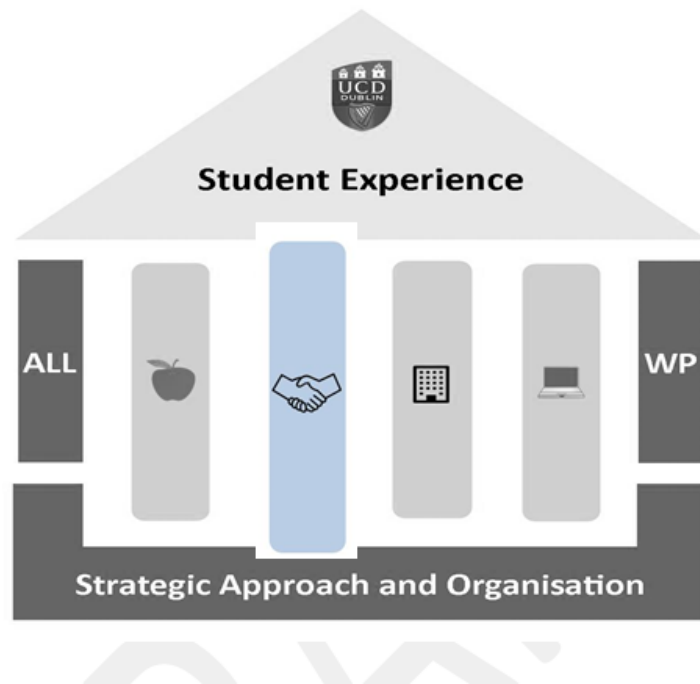 UCD
DUBLIN
Student Experience
ALL
WP
Strategic Approach and Organisation